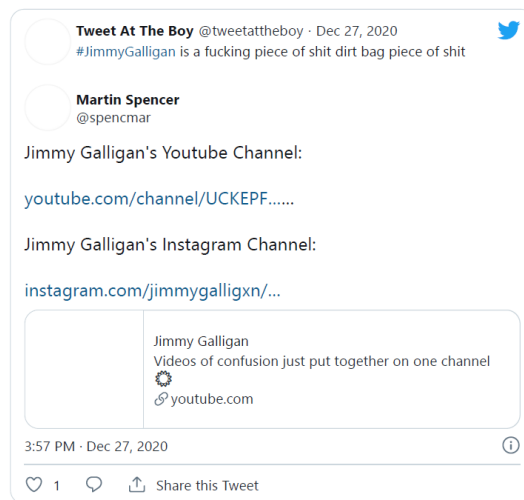 Tweet At The Boy @tweetattheboy · Dec 27, 2020
#JimmyGalligan is a fucking piece of shit dirt bag piece of shit
Martin Spencer
@spencmar
Jimmy Galligan's Youtube Channel:
youtube.com/channel/UCKEPF......
Jimmy Galligan's Instagram Channel:
instagram.com/jimmygalligxn/...
Jimmy Galligan
Videos of confusion just put together on one channel
youtube.com
3:57 PM · Dec 27, 2020
1
Share this Tweet